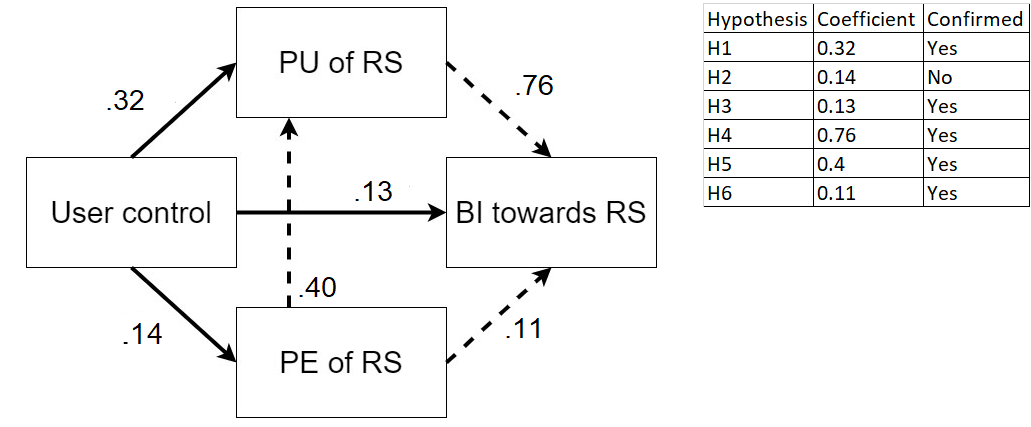 PU of RS
.32
.76
User control
.13
BI towards RS
.40
.14
.11
PE of RS
Hypothesis Coefficient Confirmed
H1 0.32 Yes
H2 0.14 No
H3 0.13 Yes
H4 0.76 Yes
H5 0.4 Yes
H6 0.11 Yes